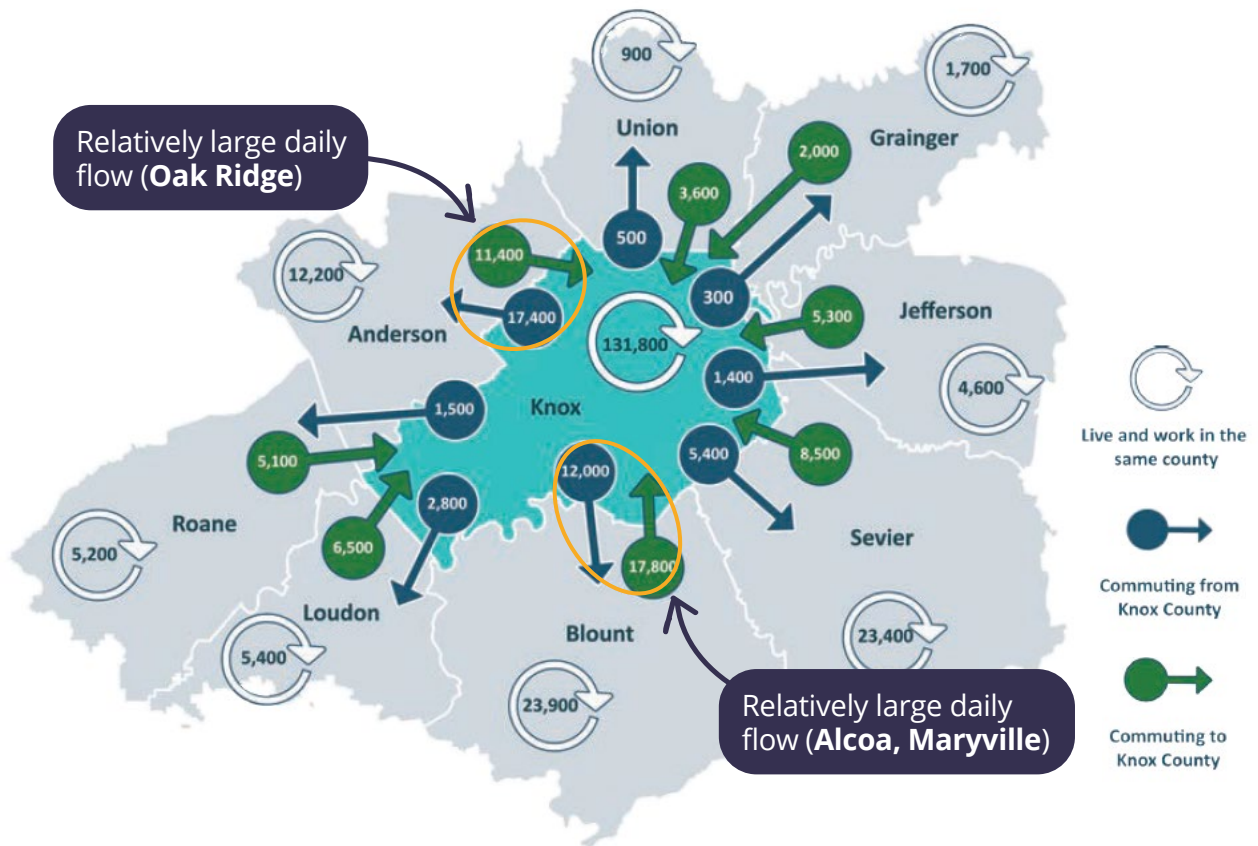 900
1,700
Union
Grainger
Relatively large daily
flow (Oak Ridge)
2,000
3,600
500
11,400
12,200
300
17,400
5,300
Jefferson
Anderson
131,800
1,400
4,600
1,500
Knox
Live and work in the
same county
5,100
12,000
5,400
8,500
2,800
Roane
6,500
17,800
Sevier
5,200
Commuting from
Knox County
Loudon
Blount
23,400
5,400
23,900
Relatively large daily
flow (Alcoa, Maryville)
Commuting to
Knox County